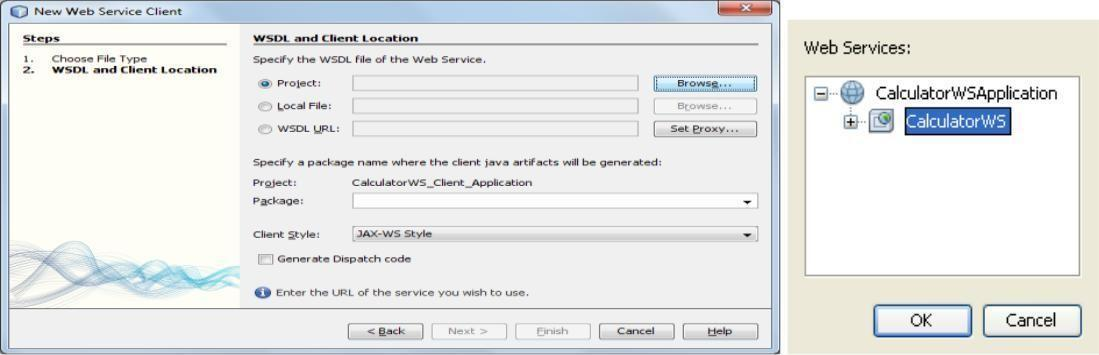 New Web Service Client
Steps
1. Choose File Type
2. WSDL and Client Location
WSDL and Client Location
Specify the WSDL file of the Web Service.
Project:
Browse...
Local File:
Browse...
WSDL URL:
Set Proxy...
Specify a package name where the client java artifacts will be generated:
Project: CalculatorWS_Client_Application
Package:
Client Style: JAX-WS Style
Generate Dispatch code
Enter the URL of the service you wish to use.
< Back
Next >
Finish
Cancel
Help
Web Services:
CalculatorWSApplication
CalculatorWS
OK
Cancel